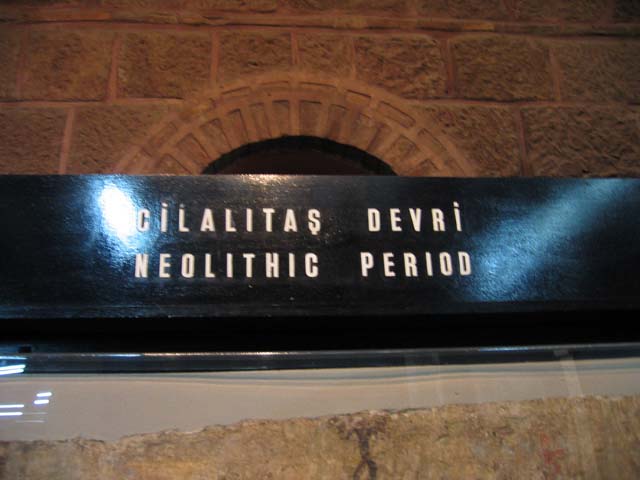 CİLALITAŞ DEVRİ
NEOLITHIC PERIOD